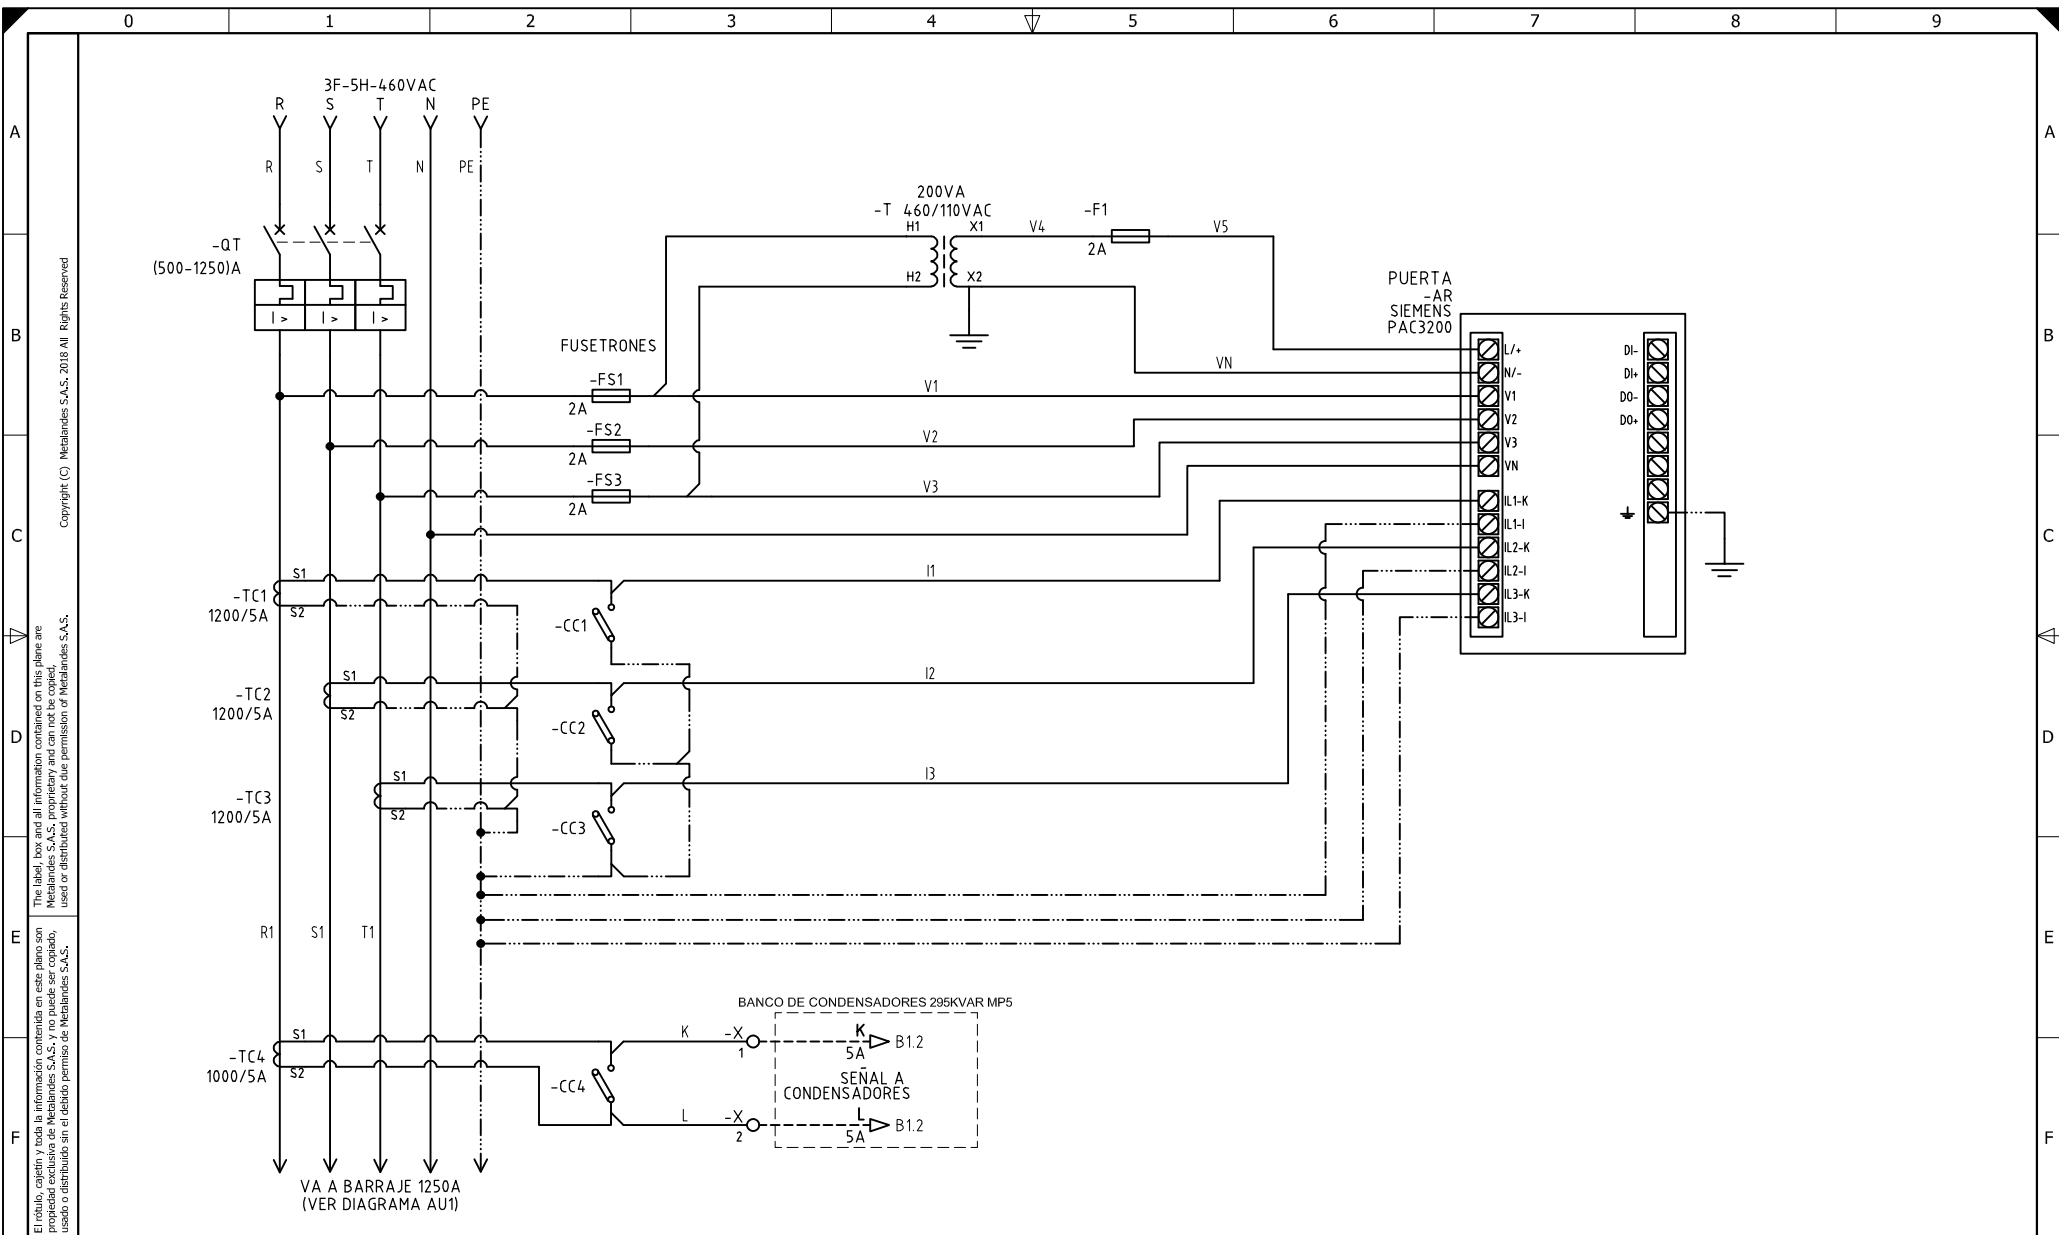 0 1 2 3 4 5 6 7 8 9
3F-5H-460VAC
R S T N PE
A A
R S T N PE
200VA
-T 460/110VAC
-F1
H1 X1 V4 V5
2A
-QT
(500-1250)A
H2 X2
I > I > I >
PUERTA
-AR
SIEMENS
PAC3200
B B
FUSETRONES
L/+ DI-
VN N/- DI+
-FS1
V1 V1 DO-
2A
V2 DO+
-FS2
V2 V3
2A
VN
-FS3
V3
2A
IL1-K
IL1-I
C C
IL2-K
IL2-I
IL3-K
IL3-I
S1 I1
-TC1
1200/5A S2
-CC1
S1 I2
-TC2
1200/5A S2
-CC2
D D
S1 I3
-TC3
1200/5A S2
-CC3
R1 S1 T1
E E
BANCO DE CONDENSADORES 295KVAR MP5
S1 K -X K
1 5A B1.2
-TC4
1000/5A S2
-CC4
-
SEÑAL A
CONDENSADORES
L -X L
2 5A B1.2
F F
VA A BARRAJE 1250A
(VER DIAGRAMA AU1)
Copyright (C) Metalandes S.A.S. 2018 All Rights Reserved
The label, box and all information contained on this plane are
Metalandes S.A.S. proprietary and can not be copied,
used or distributed without due permission of Metalandes S.A.S.
El rótulo, cajetín y toda la información contenida en este plano son
propiedad exclusiva de Metalandes S.A.S. y no puede ser copiado,
usado o distribuido sin el debido permiso de Metalandes S.A.S.